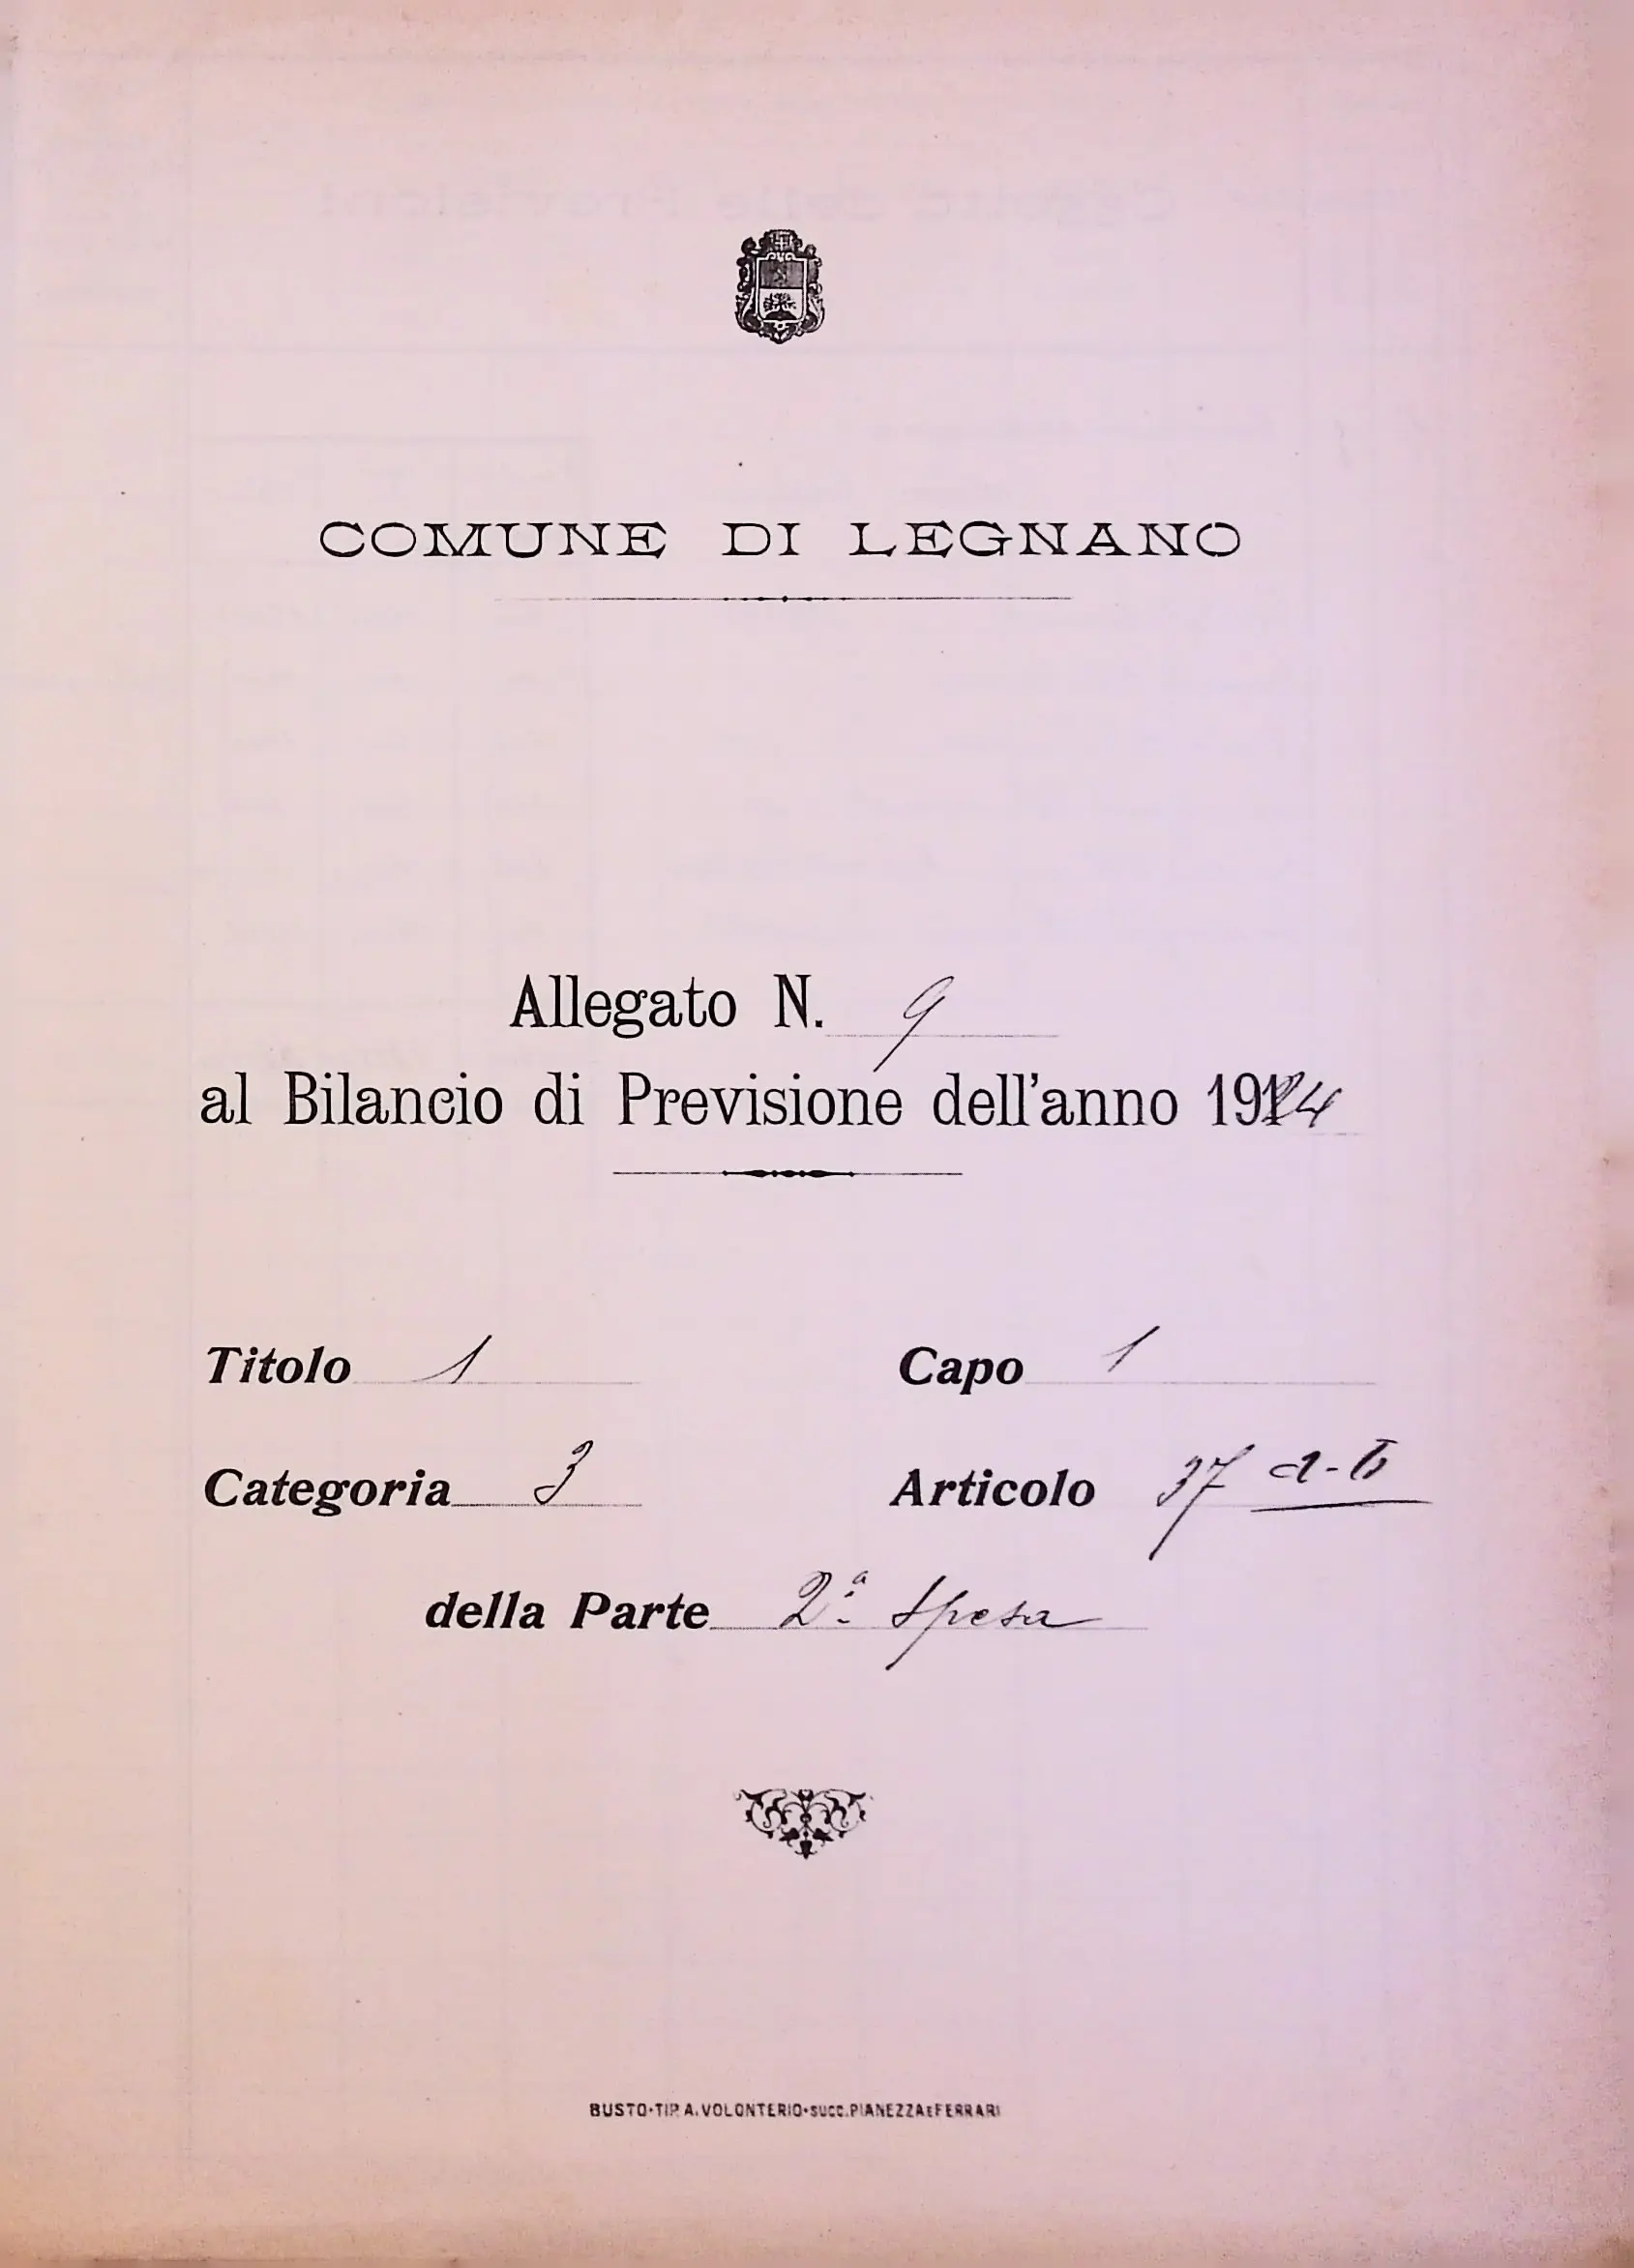 COMUNE DI LEGNANO
Allegato N. 9
al Bilancio di Previsione dell'anno 1924
Titolo 1 Capo 1
Categoria 3 Articolo 37 a-b
della Parte 2ª Spesa
BUSTO•TIP. A. VOLONTERIO•SUCC. PIANEZZA E FERRARI